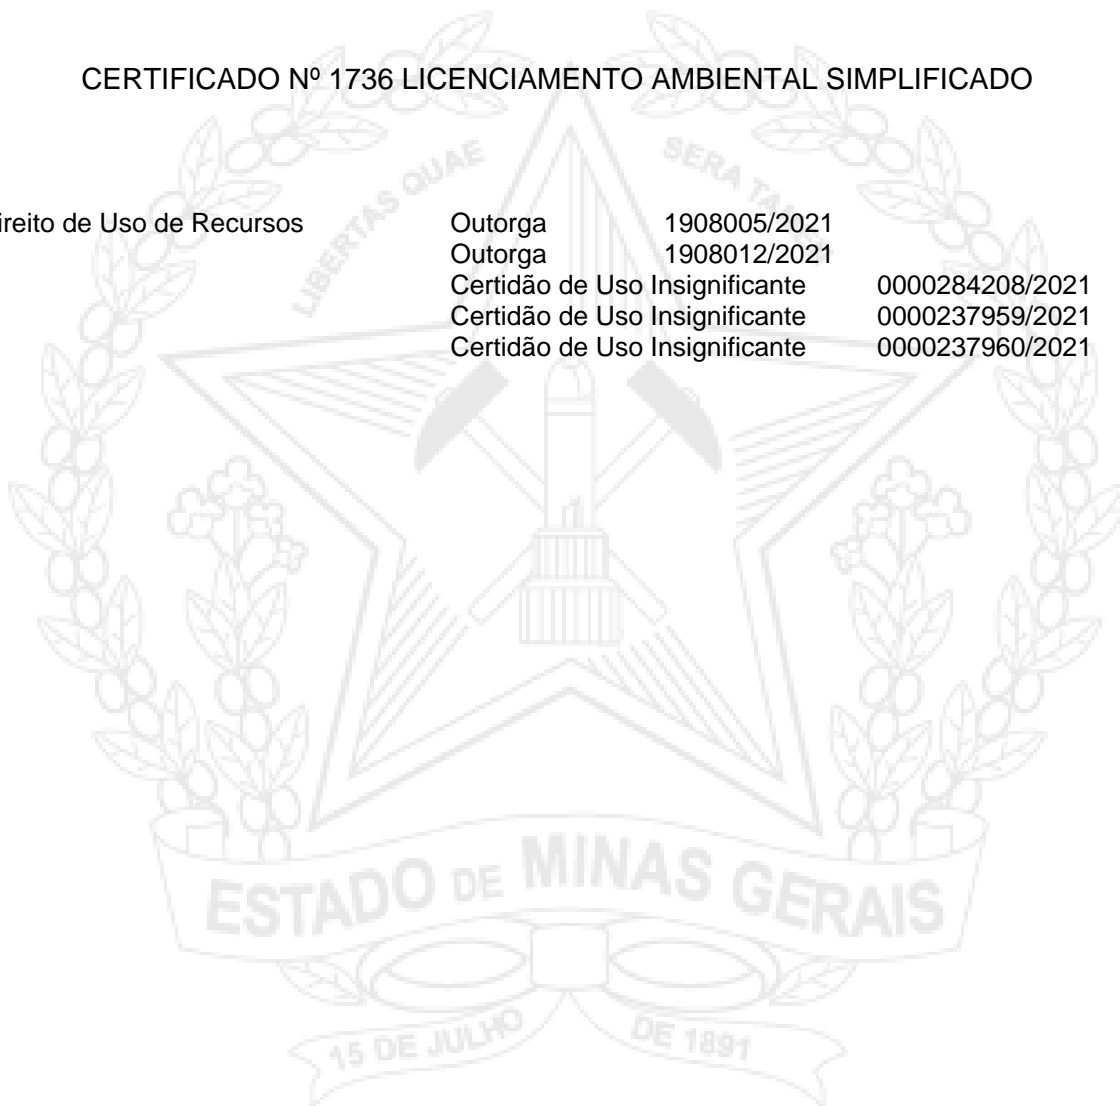 CERTIFICADO Nº 1736 LICENCIAMENTO AMBIENTAL SIMPLIFICADO
LIBERTAS QUAE SERA TAMEN
ireito de Uso de Recursos Outorga 1908005/2021
Outorga 1908012/2021
Certidão de Uso Insignificante 0000284208/2021
Certidão de Uso Insignificante 0000237959/2021
Certidão de Uso Insignificante 0000237960/2021
ESTADO DE MINAS GERAIS
15 DE JULHO DE 1891